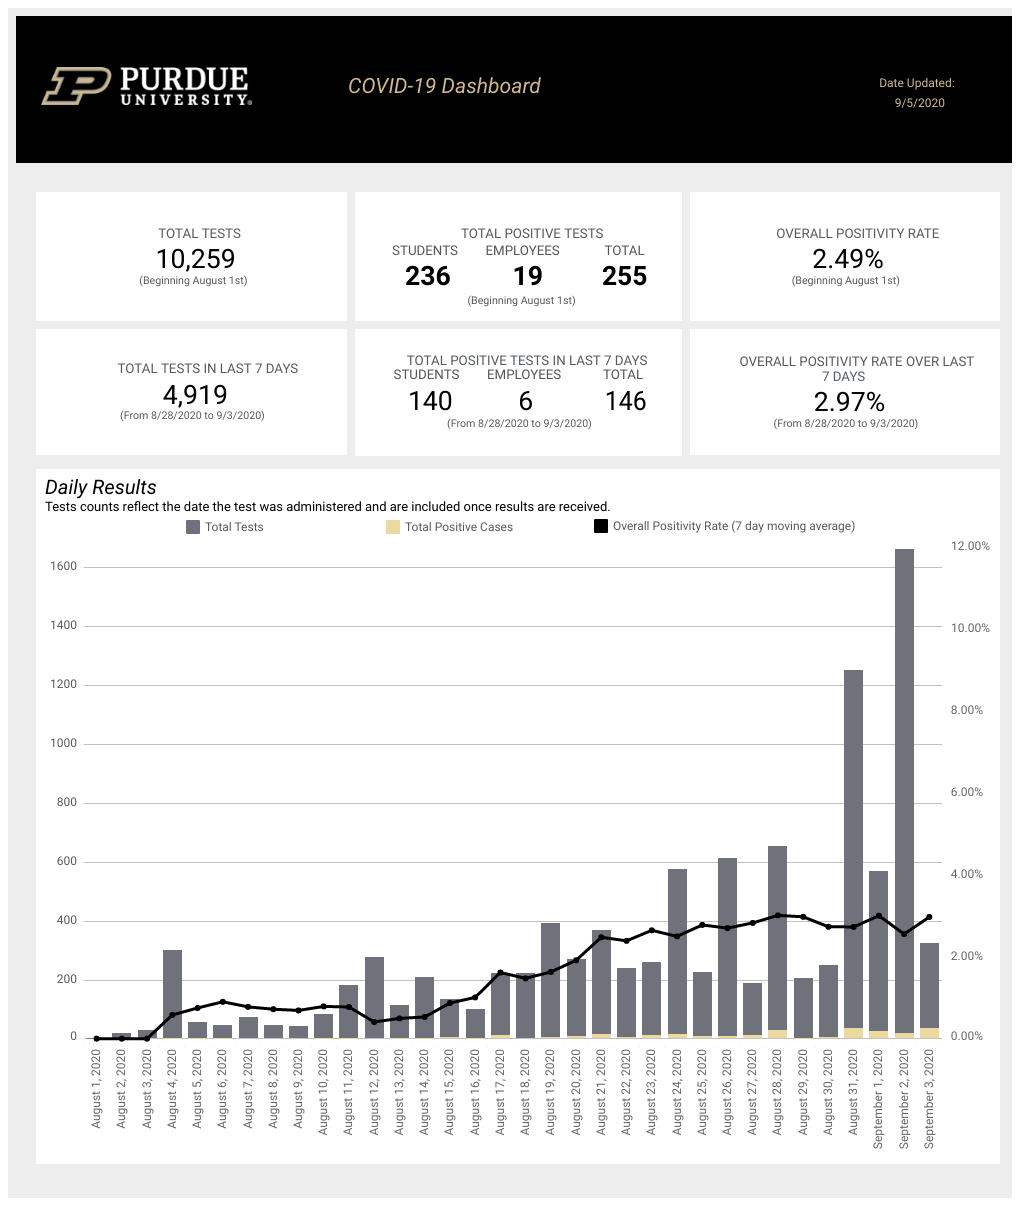 PURDUE
UNIVERSITY®
COVID-19 Dashboard
Date Updated:
9/5/2020
TOTAL TESTS
10,259
(Beginning August 1st)
TOTAL POSITIVE TESTS
STUDENTS EMPLOYEES TOTAL
236 19 255
(Beginning August 1st)
OVERALL POSITIVITY RATE
2.49%
(Beginning August 1st)
TOTAL TESTS IN LAST 7 DAYS
4,919
(From 8/28/2020 to 9/3/2020)
TOTAL POSITIVE TESTS IN LAST 7 DAYS
STUDENTS EMPLOYEES TOTAL
140 6 146
(From 8/28/2020 to 9/3/2020)
OVERALL POSITIVITY RATE OVER LAST
7 DAYS
2.97%
(From 8/28/2020 to 9/3/2020)
Daily Results
Tests counts reflect the date the test was administered and are included once results are received.
Total Tests Total Positive Cases Overall Positivity Rate (7 day moving average)
1600
1400
1200
1000
800
600
400
200
0
12.00%
10.00%
8.00%
6.00%
4.00%
2.00%
0.00%
August 1, 2020
August 2, 2020
August 3, 2020
August 4, 2020
August 5, 2020
August 6, 2020
August 7, 2020
August 8, 2020
August 9, 2020
August 10, 2020
August 11, 2020
August 12, 2020
August 13, 2020
August 14, 2020
August 15, 2020
August 16, 2020
August 17, 2020
August 18, 2020
August 19, 2020
August 20, 2020
August 21, 2020
August 22, 2020
August 23, 2020
August 24, 2020
August 25, 2020
August 26, 2020
August 27, 2020
August 28, 2020
August 29, 2020
August 30, 2020
August 31, 2020
September 1, 2020
September 2, 2020
September 3, 2020